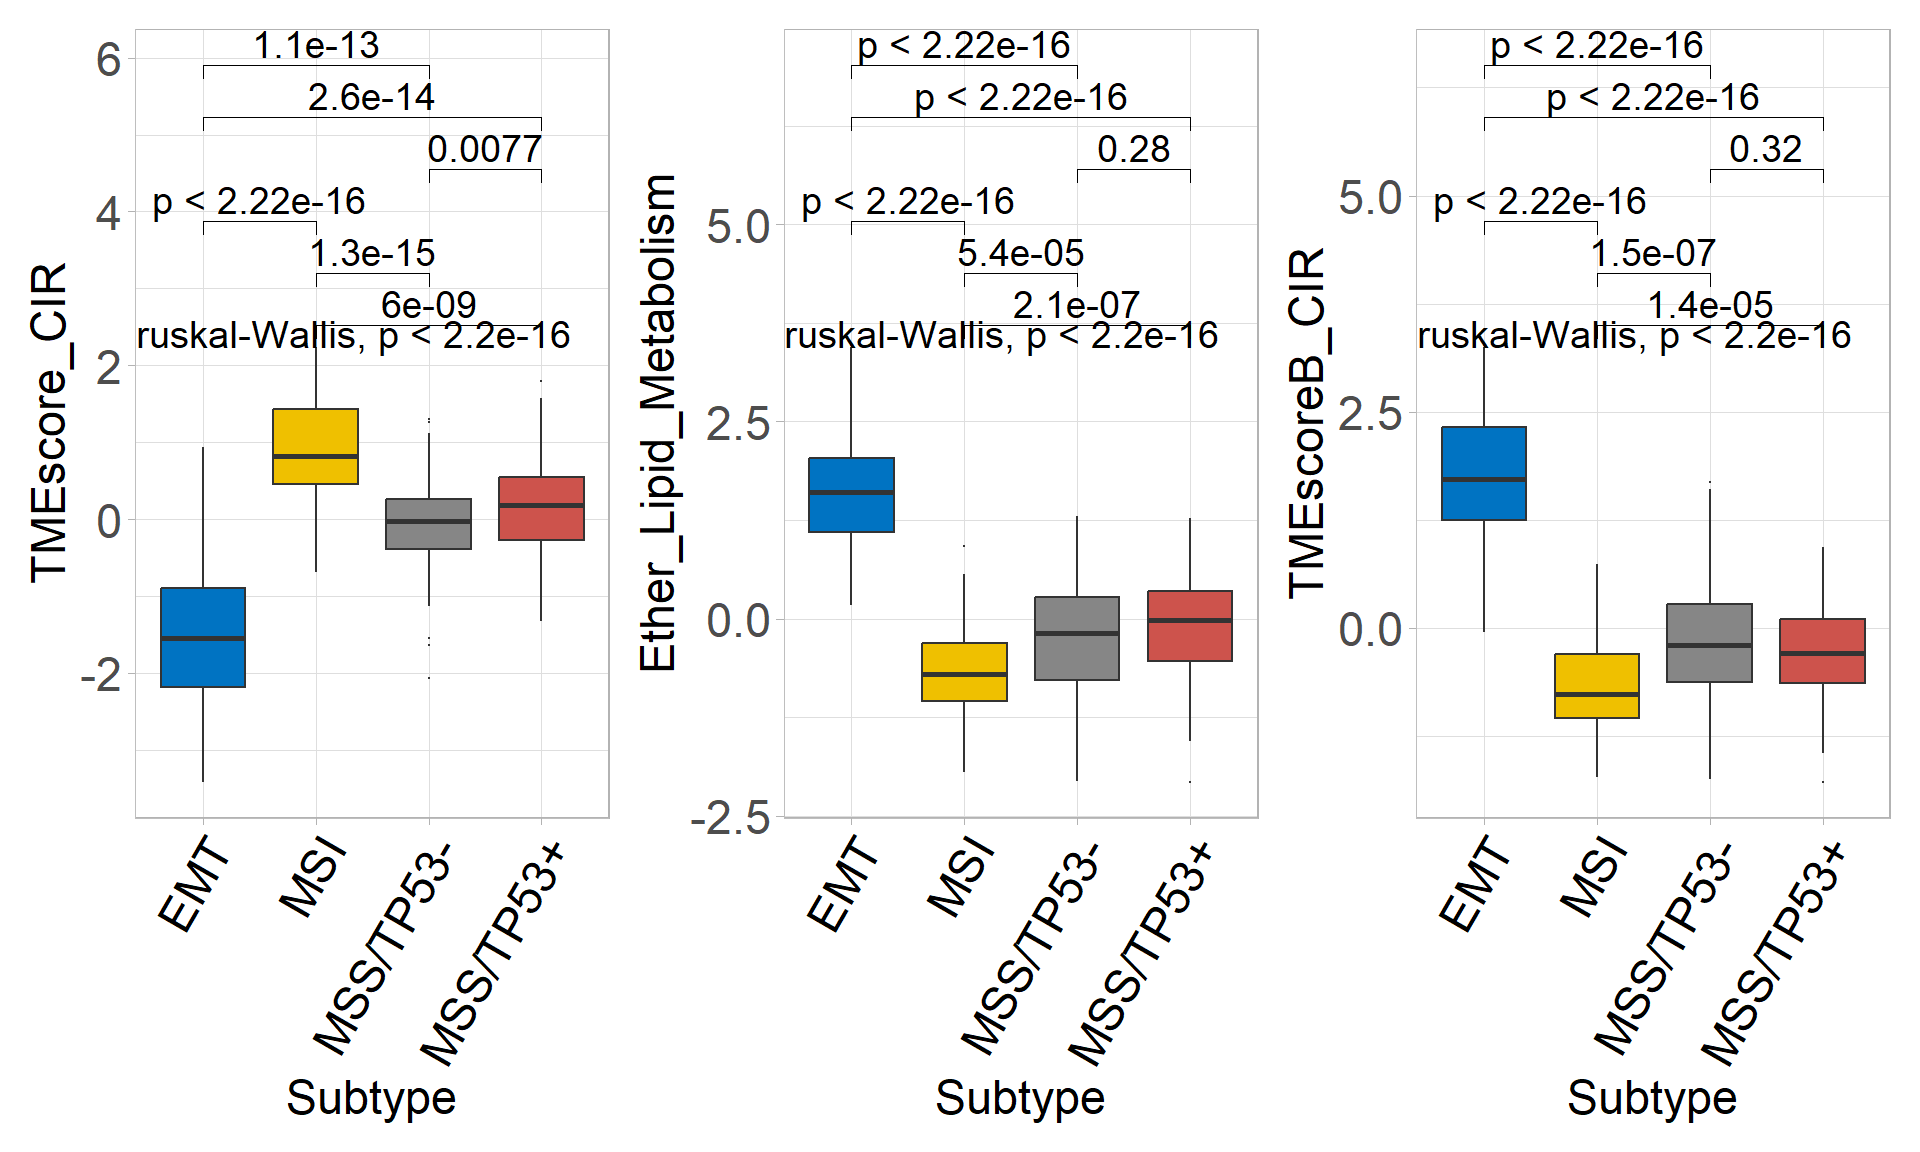 TMEscore_CIR
6
4
2
0
-2
1.1e-13
2.6e-14
0.0077
p < 2.22e-16
1.3e-15
6e-09
ruskal-Wallis, p < 2.2e-16
EMT
MSI
MSS/TP53-
MSS/TP53+
Subtype
Ether_Lipid_Metabolism
5.0
2.5
0.0
-2.5
p < 2.22e-16
p < 2.22e-16
0.28
p < 2.22e-16
5.4e-05
2.1e-07
ruskal-Wallis, p < 2.2e-16
EMT
MSI
MSS/TP53-
MSS/TP53+
Subtype
TMEscoreB_CIR
5.0
2.5
0.0
p < 2.22e-16
p < 2.22e-16
0.32
p < 2.22e-16
1.5e-07
1.4e-05
ruskal-Wallis, p < 2.2e-16
EMT
MSI
MSS/TP53-
MSS/TP53+
Subtype